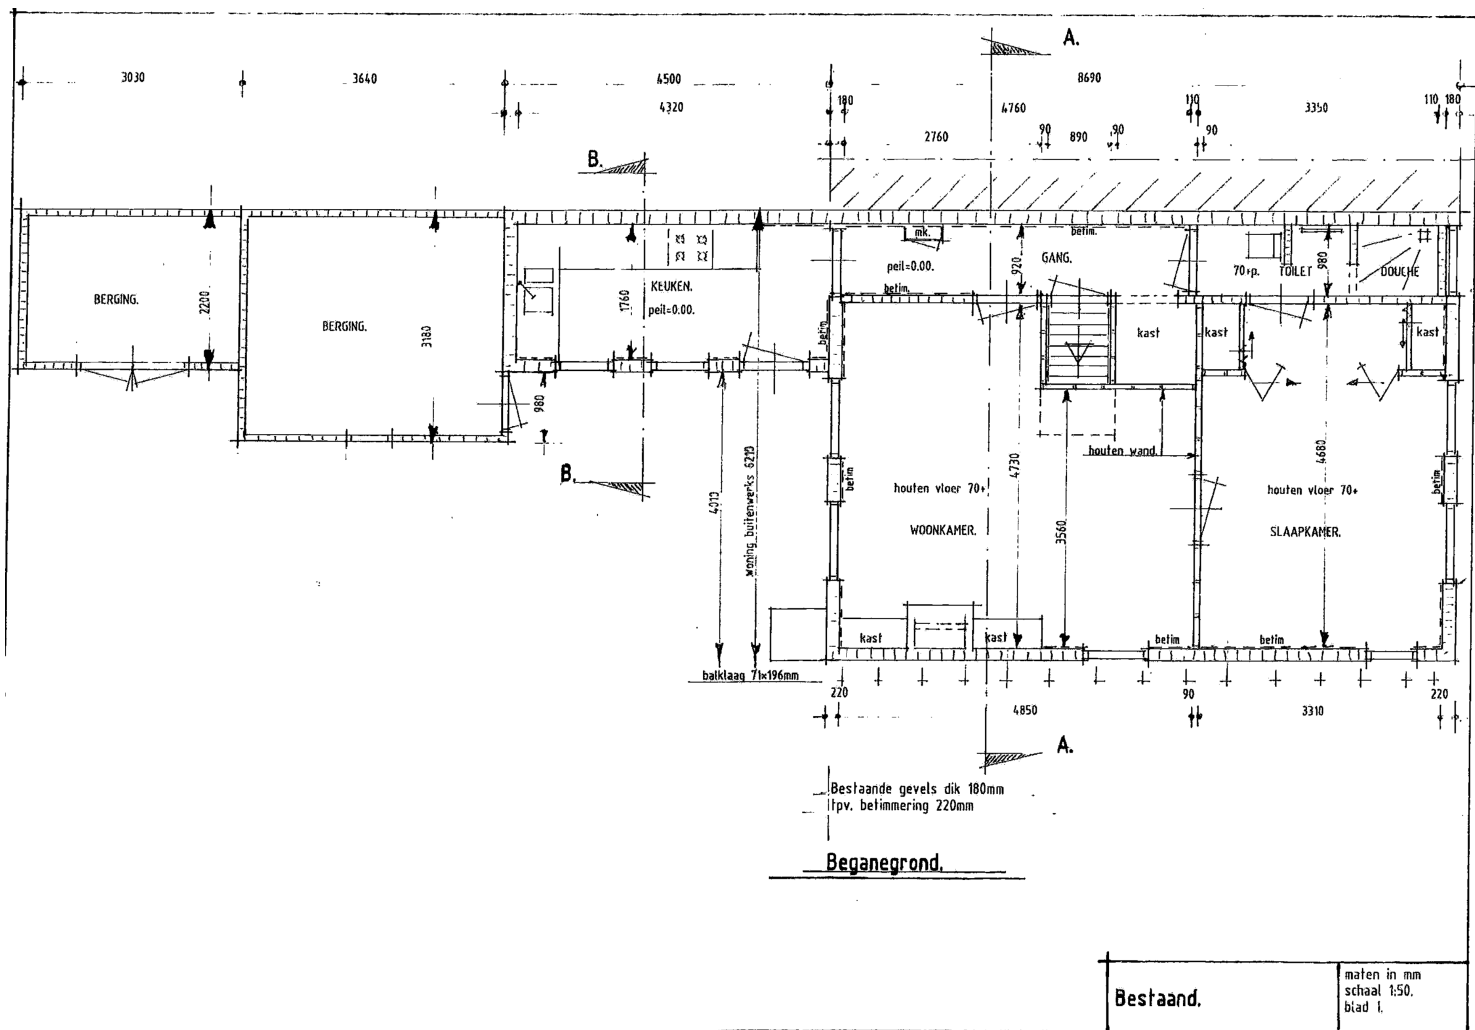 A.
3030
3640
4500
8690
4320
180
4760
110
3350
110
180
2760
90
890
90
90
B.
mk.
betim.
GANG.
peil=0.00.
920
betim.
70+p.
TOILET
980
DOUCHE
BERGING.
2200
BERGING.
3180
KEUKEN.
peil=0.00.
1760
betim
kast
kast
kast
980
B.
4010
woning buitenwerks 6210
betim
houten vloer 70+
WOONKAMER.
4730
3560
houten wand.
houten vloer 70+
SLAAPKAMER.
4680
betim
kast
kast
betim
betim
balklaag 71x196mm
220
4850
90
3310
220
A.
Bestaande gevels dik 180mm
tpv. betimmering 220mm
Beganegrond.
Bestaand.
maten in mm
schaal 1:50.
blad 1.